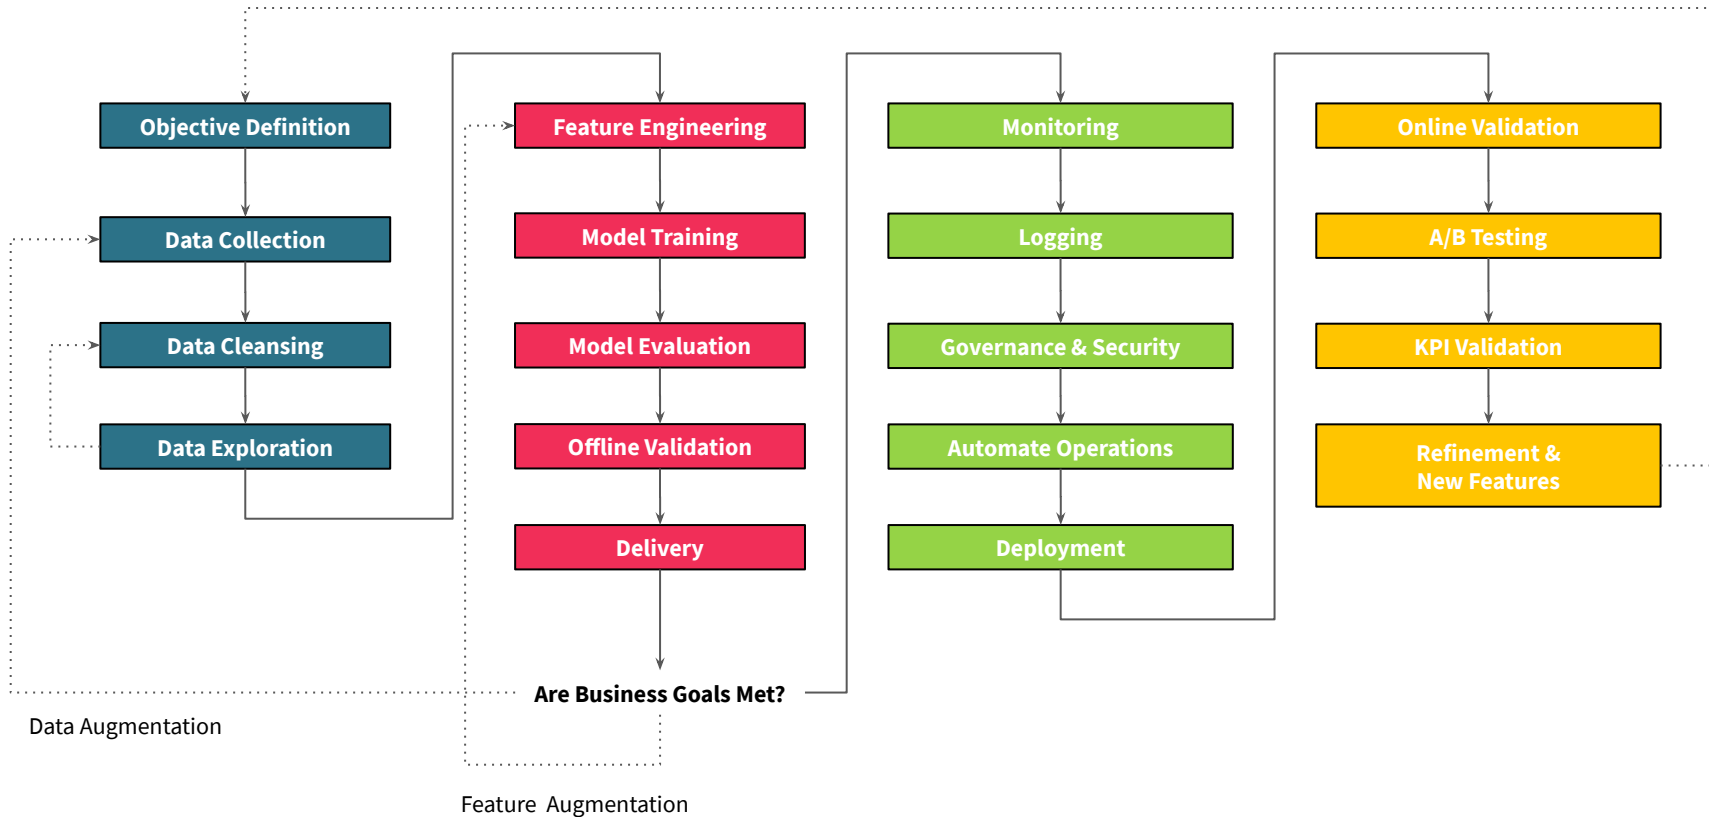 Objective Definition
Data Collection
Data Cleansing
Data Exploration
Feature Engineering
Model Training
Model Evaluation
Offline Validation
Delivery
Are Business Goals Met?
Data Augmentation
Feature Augmentation
Monitoring
Logging
Governance & Security
Automate Operations
Deployment
Online Validation
A/B Testing
KPI Validation
Refinement &
New Features